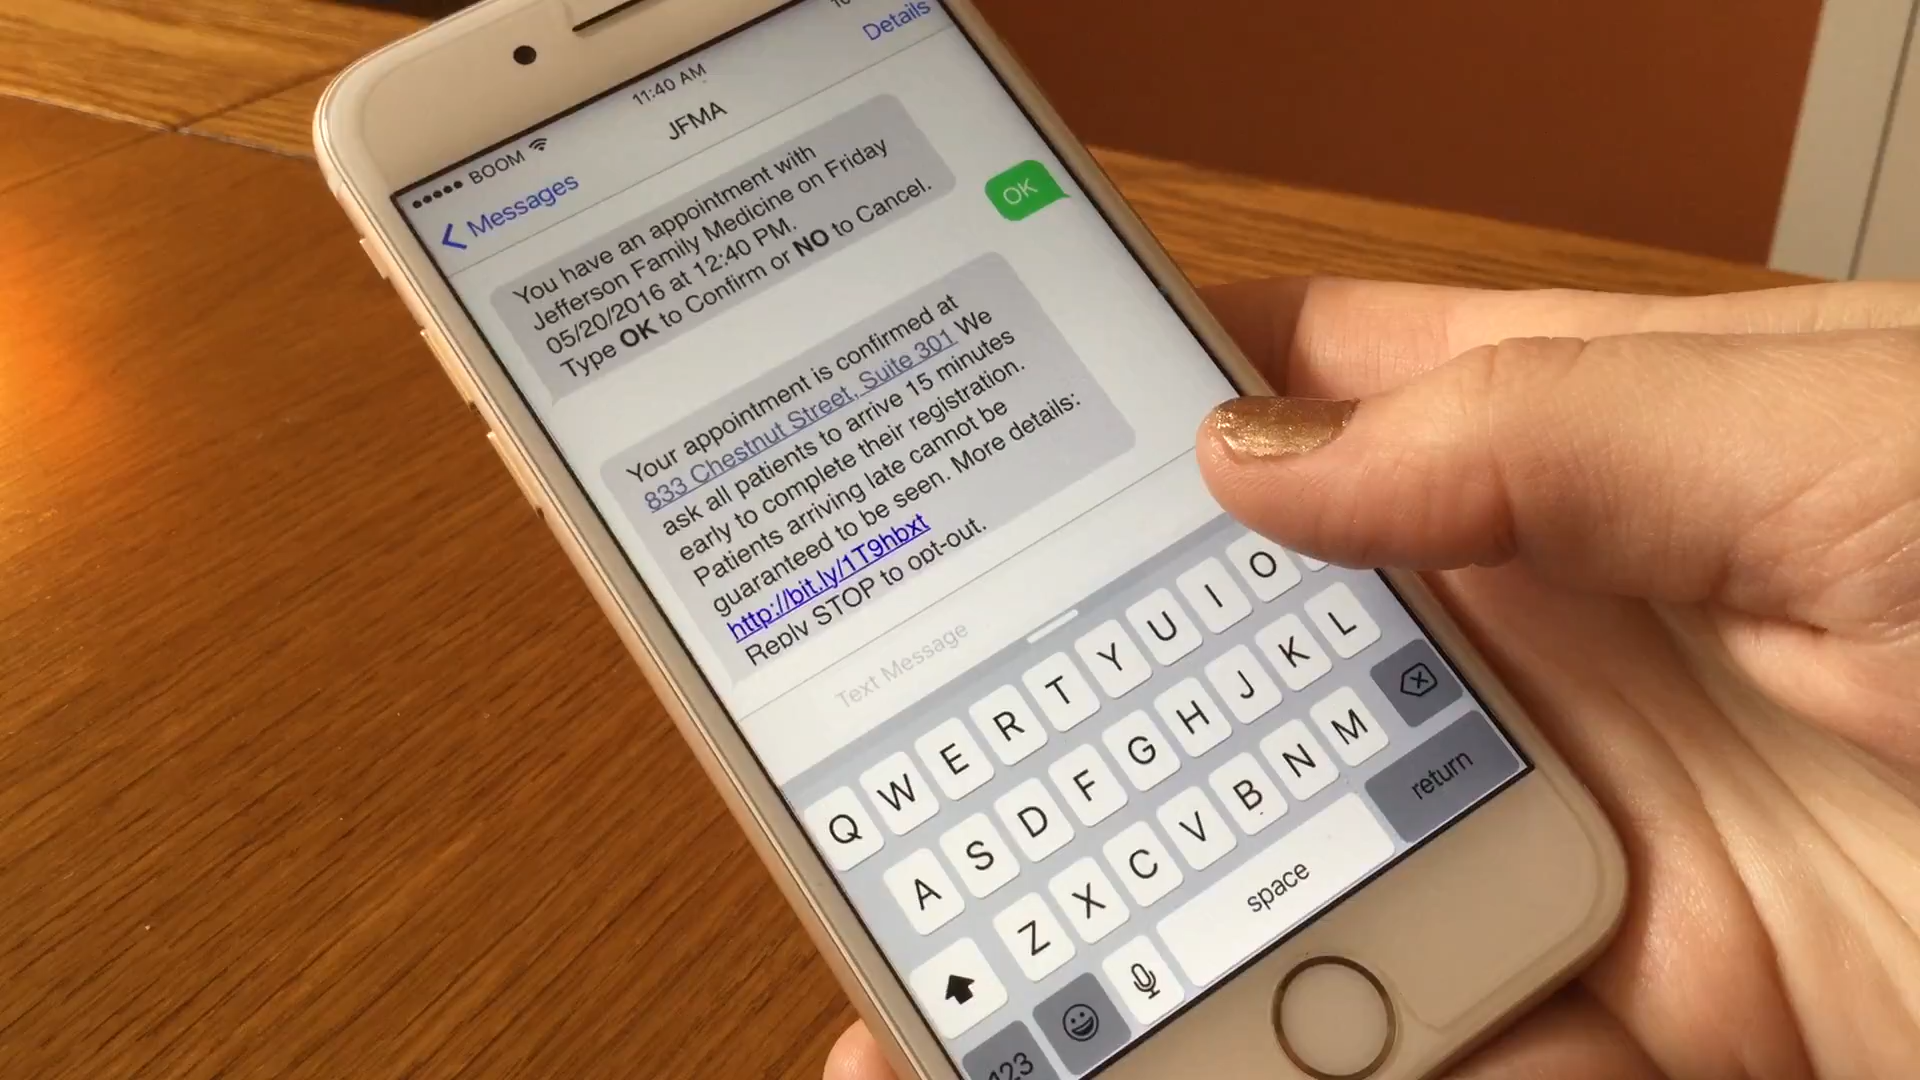 11:40 AM
BOOM
Messages
JFMA
Details
You have an appointment with
Jefferson Family Medicine on Friday
05/20/2016 at 12:40 PM.
Type OK to Confirm or NO to Cancel.
OK
Your appointment is confirmed at
833 Chestnut Street, Suite 301 We
ask all patients to arrive 15 minutes
early to complete their registration.
Patients arriving late cannot be
guaranteed to be seen. More details:
http://bit.ly/1T9hbxt
Reply STOP to opt-out.
Text Message
Q W E R T Y U I O
A S D F G H J K L
Z X C V B N M
123 space return